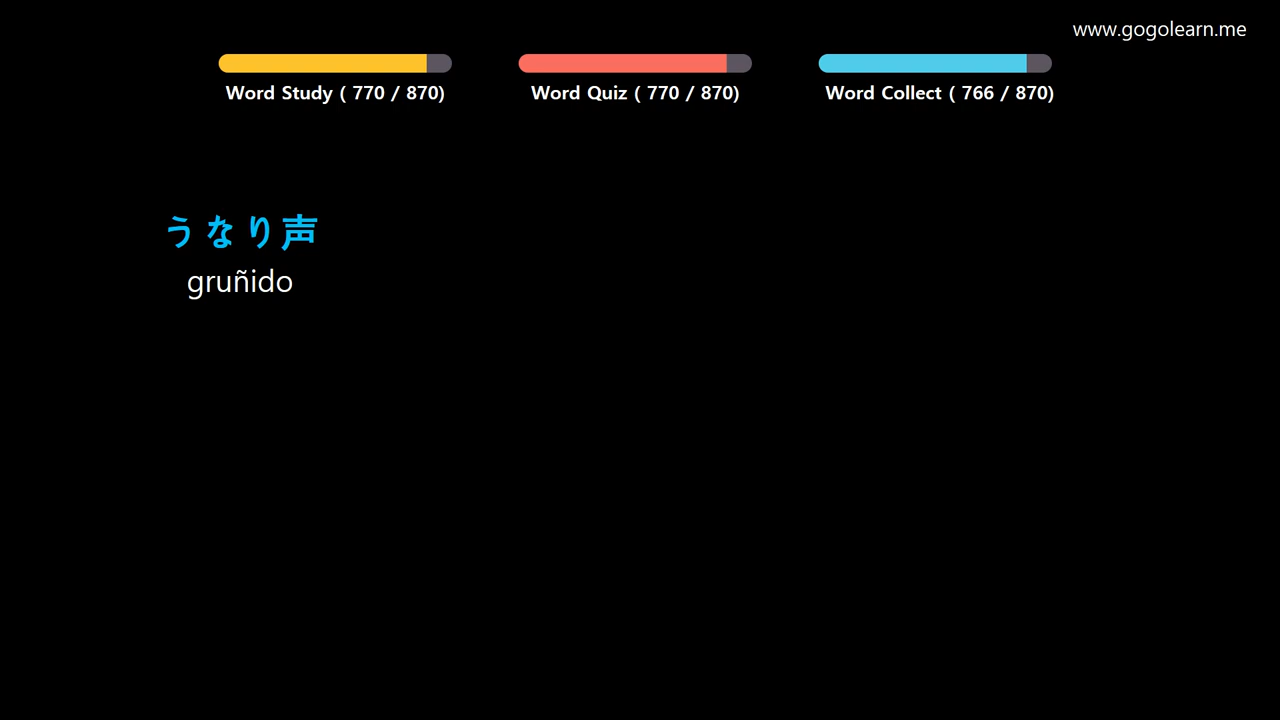 www.gogolearn.me
Word Study ( 770 / 870)
Word Quiz ( 770 / 870)
Word Collect ( 766 / 870)
うなり声
gruñido